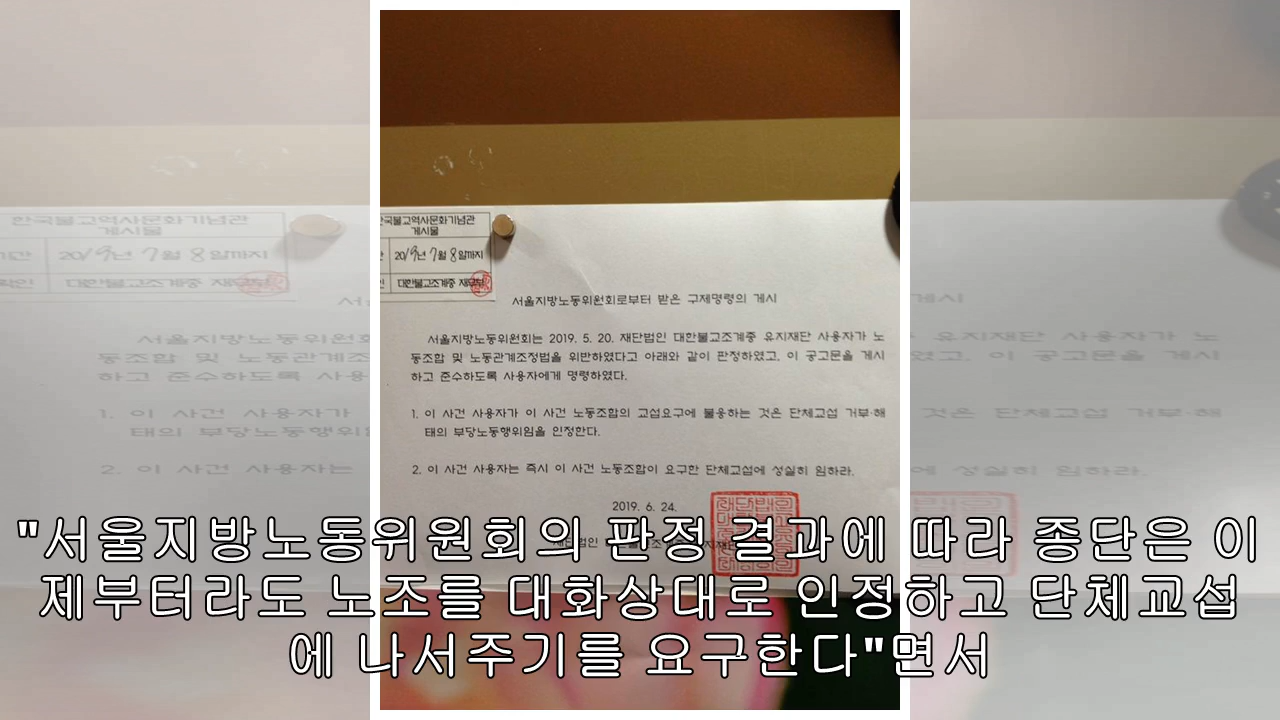 한국불교역사문화기념관
게시물
2019년 7월 8일까지
대한불교조계종 재무부
서울지방노동위원회로부터 받은 구제명령의 게시
서울지방노동위원회는 2019. 5. 20. 재단법인 대한불교조계종 유지재단 사용자가 노
동조합 및 노동관계조정법을 위반하였다고 아래와 같이 판정하였고, 이 공고문을 게시
하고 준수하도록 사용자에게 명령하였다.
1. 이 사건 사용자가 이 사건 노동조합의 교섭요구에 불응하는 것은 단체교섭 거부·해
태의 부당노동행위임을 인정한다.
2. 이 사건 사용자는 즉시 이 사건 노동조합이 요구한 단체교섭에 성실히 임하라.
2019. 6. 24.
"서울지방노동위원회의 판정 결과에 따라 종단은 이
제부터라도 노조를 대화상대로 인정하고 단체교섭
에 나서주기를 요구한다"면서